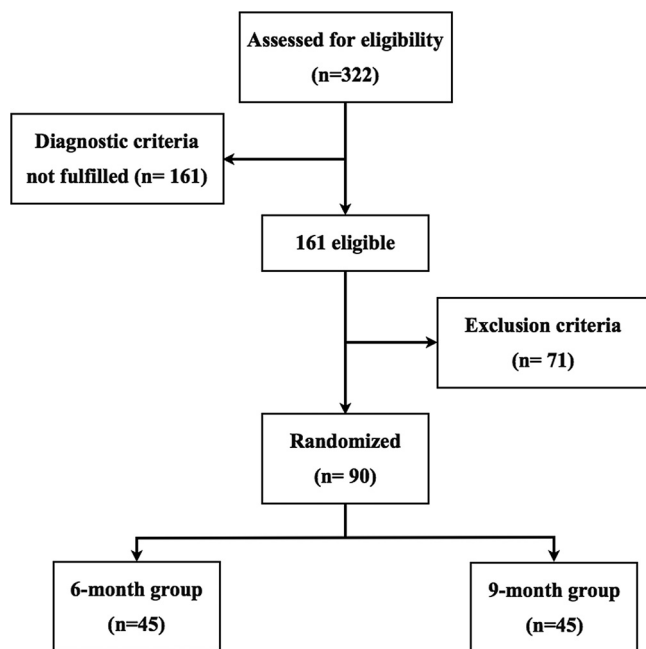 Assessed for eligibility
(n=322)
Diagnostic criteria
not fulfilled (n= 161)
161 eligible
Exclusion criteria
(n= 71)
Randomized
(n= 90)
6-month group
(n=45)
9-month group
(n=45)